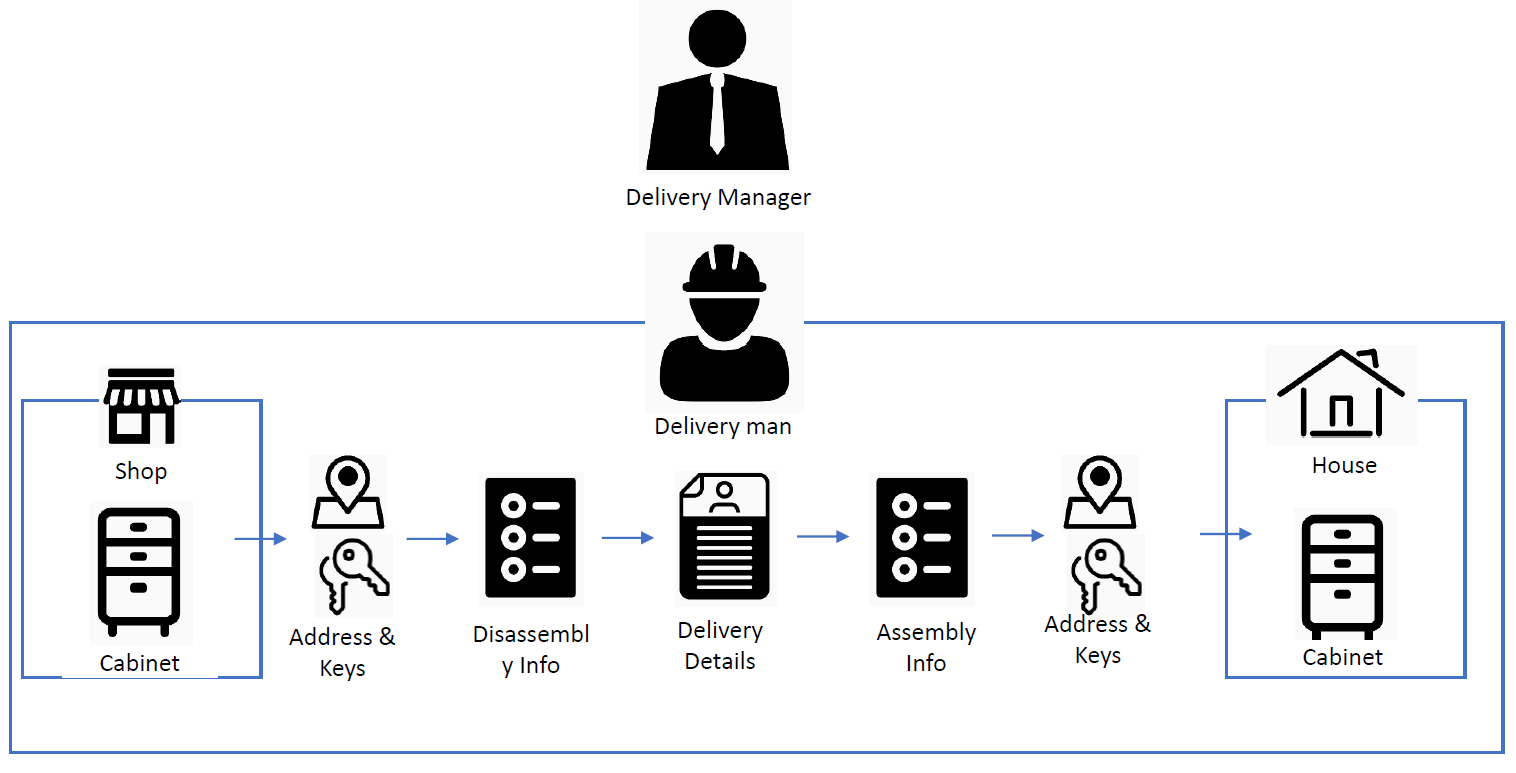 Delivery Manager
Delivery man
Shop
House
Cabinet
Address &
Keys
Disassembl
y Info
Delivery
Details
Assembly
Info
Address &
Keys
Cabinet